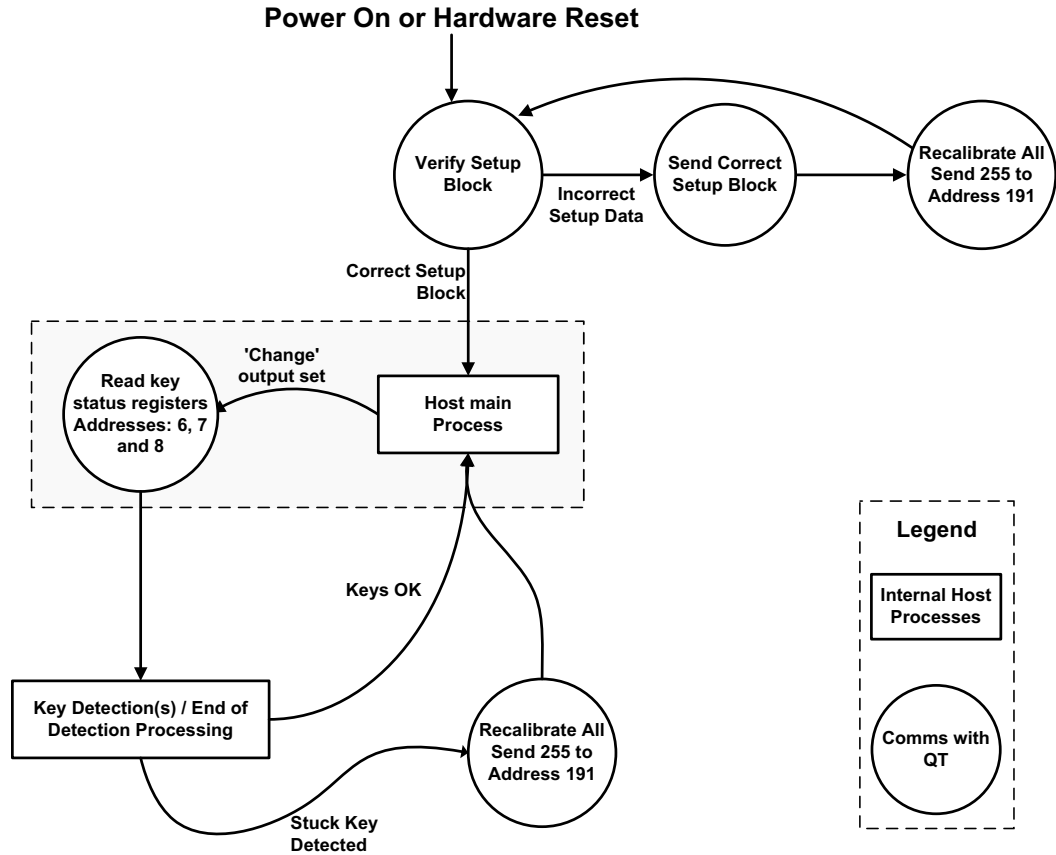 Power On or Hardware Reset
Verify Setup
Block
Incorrect
Setup Data
Send Correct
Setup Block
Recalibrate All
Send 255 to
Address 191
Correct Setup
Block
'Change'
output set
Read key
status registers
Addresses: 6, 7
and 8
Host main
Process
Keys OK
Key Detection(s) / End of
Detection Processing
Stuck Key
Detected
Recalibrate All
Send 255 to
Address 191
Legend
Internal Host
Processes
Comms with
QT